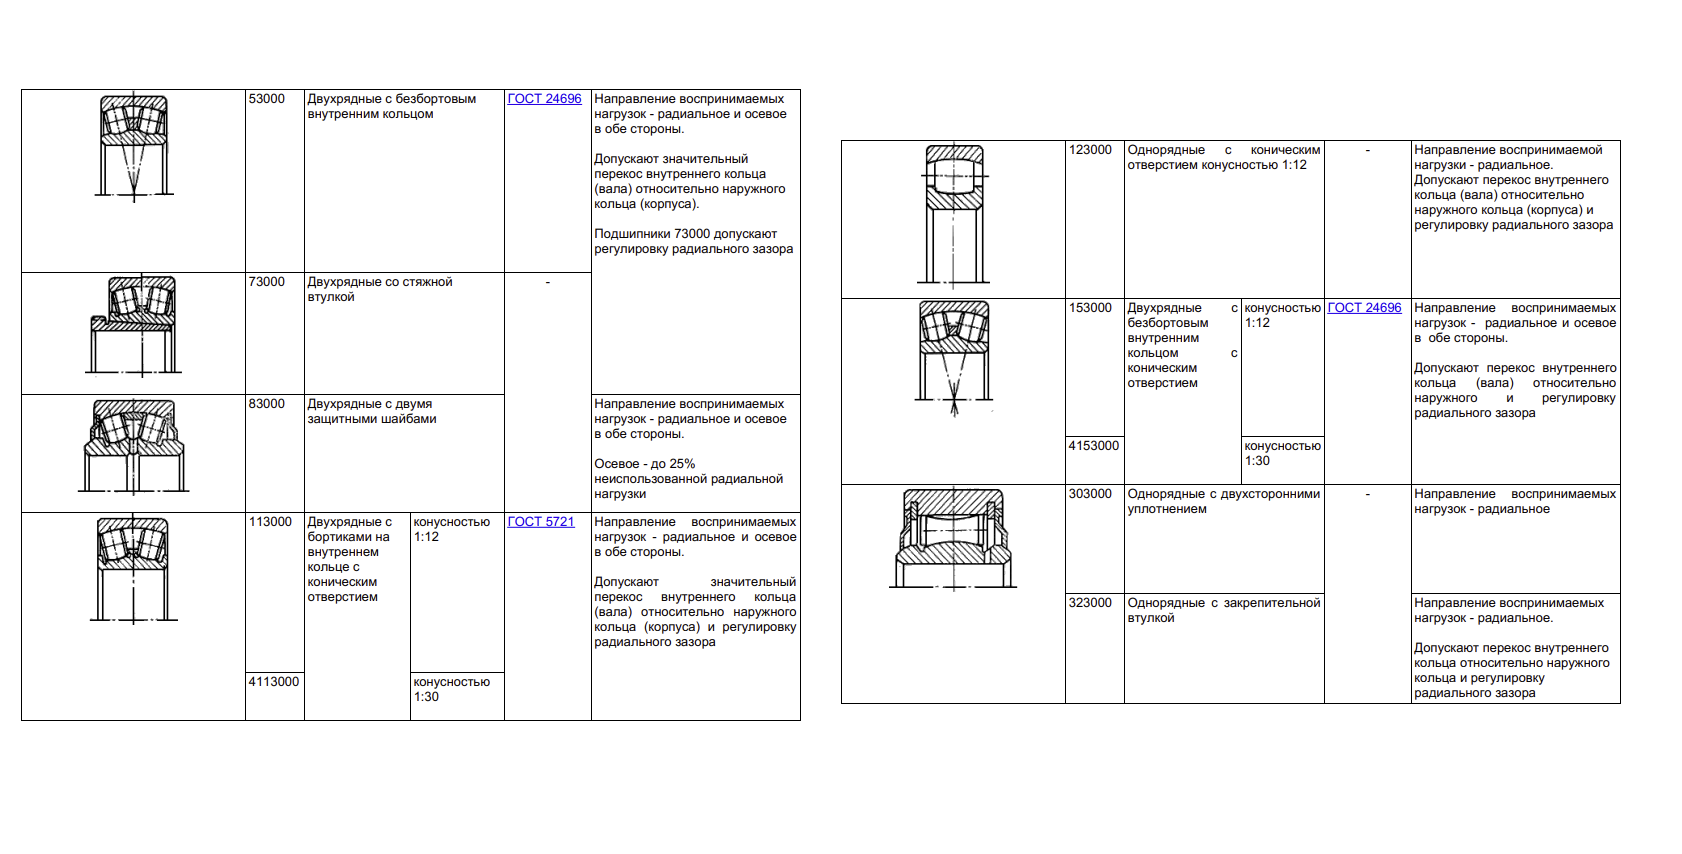 53000
Двухрядные с безбортовым
внутренним кольцом
ГОСТ 24696
Направление воспринимаемых
нагрузок - радиальное и осевое
в обе стороны.
Допускают значительный
перекос внутреннего кольца
(вала) относительно наружного
кольца (корпуса).
Подшипники 73000 допускают
регулировку радиального зазора
73000
Двухрядные со стяжной
втулкой
-
83000
Двухрядные с двумя
защитными шайбами
Направление воспринимаемых
нагрузок - радиальное и осевое
в обе стороны.
Осевое - до 25%
неиспользованной радиальной
нагрузки
113000
Двухрядные с
бортиками на
внутреннем
кольце с
коническим
отверстием
конусностью
1:12
ГОСТ 5721
Направление воспринимаемых
нагрузок - радиальное и осевое
в обе стороны.
Допускают значительный
перекос внутреннего кольца
(вала) относительно наружного
кольца (корпуса) и регулировку
радиального зазора
4113000
конусностью
1:30
123000
Однорядные с коническим
отверстием конусностью 1:12
-
Направление воспринимаемой
нагрузки - радиальное.
Допускают перекос внутреннего
кольца (вала) относительно
наружного кольца (корпуса) и
регулировку радиального зазора
153000
Двухрядные с
безбортовым
внутренним
кольцом с
коническим
отверстием
конусностью
1:12
ГОСТ 24696
Направление воспринимаемых
нагрузок - радиальное и осевое
в обе стороны.
Допускают перекос внутреннего
кольца (вала) относительно
наружного и регулировку
радиального зазора
4153000
конусностью
1:30
303000
Однорядные с двухсторонними
уплотнением
-
Направление воспринимаемых
нагрузок - радиальное
323000
Однорядные с закрепительной
втулкой
Направление воспринимаемых
нагрузок - радиальное.
Допускают перекос внутреннего
кольца относительно наружного
кольца и регулировку
радиального зазора